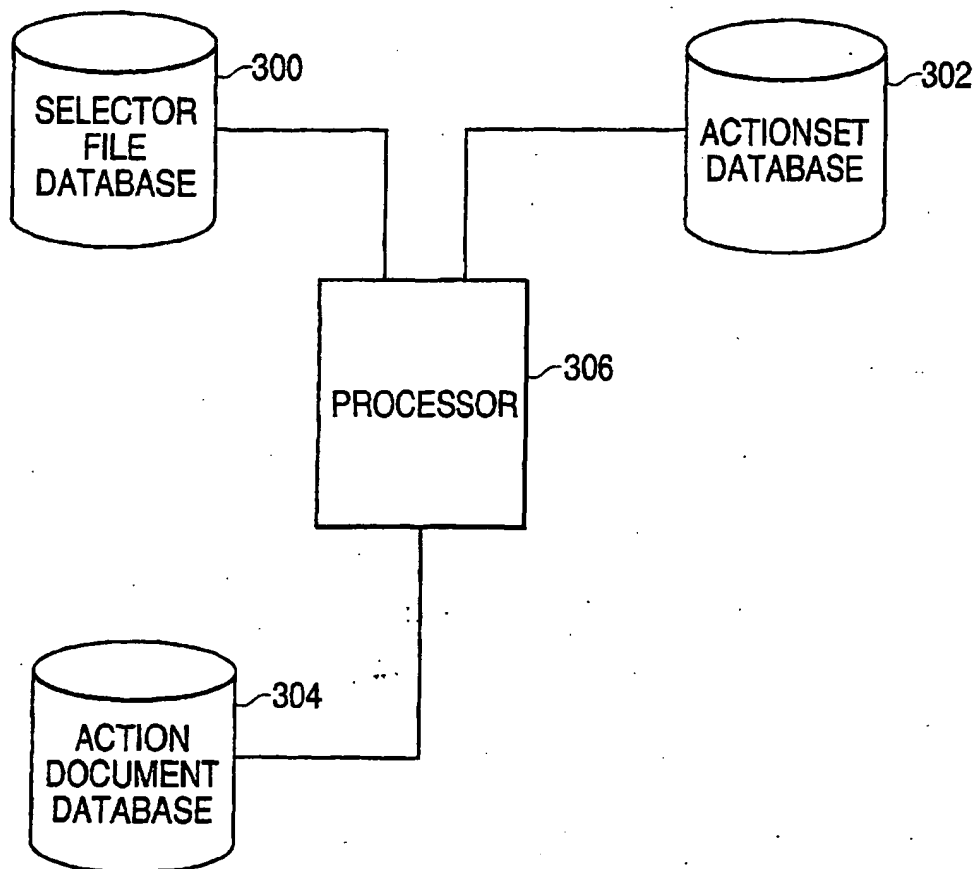 SELECTOR
FILE
DATABASE
300
ACTIONSET
DATABASE
302
PROCESSOR
306
ACTION
DOCUMENT
DATABASE
304